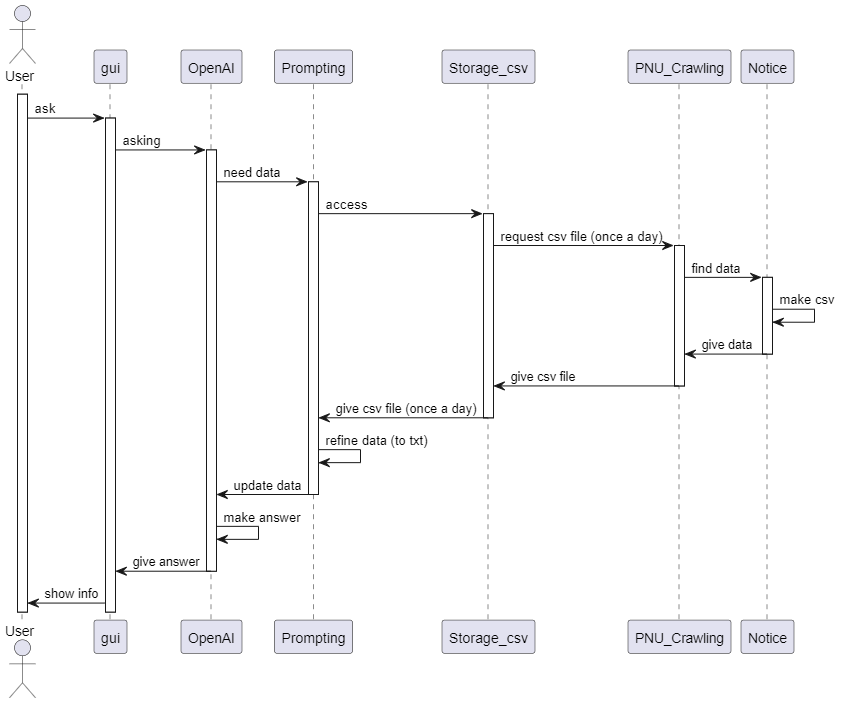 User
gui
OpenAI
Prompting
Storage_csv
PNU_Crawling
Notice
ask
asking
need data
access
request csv file (once a day)
find data
make csv
give data
give csv file
give csv file (once a day)
refine data (to txt)
update data
make answer
give answer
show info
User
gui
OpenAI
Prompting
Storage_csv
PNU_Crawling
Notice